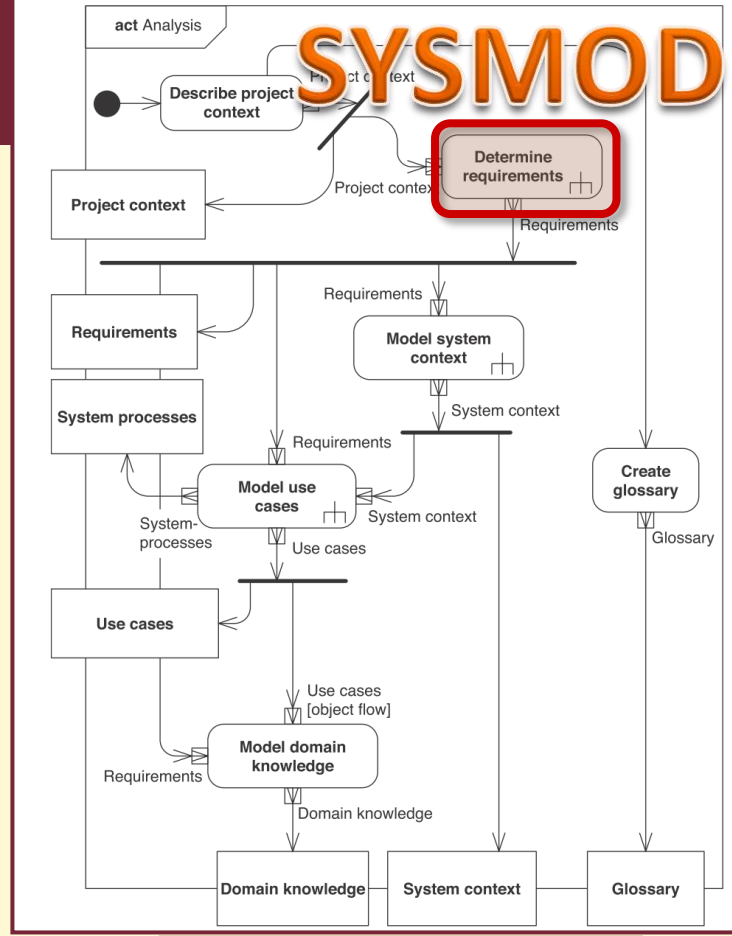 act Analysis
SYSMOD
Project context
Describe project
context
Determine
requirements
Project context
Project context
Requirements
Requirements
Requirements
Model system
context
System processes
System context
Requirements
Model use
cases
Create
glossary
System context
System-
processes
Use cases
Glossary
Use cases
Use cases
[object flow]
Model domain
knowledge
Requirements
Domain knowledge
Domain knowledge
System context
Glossary